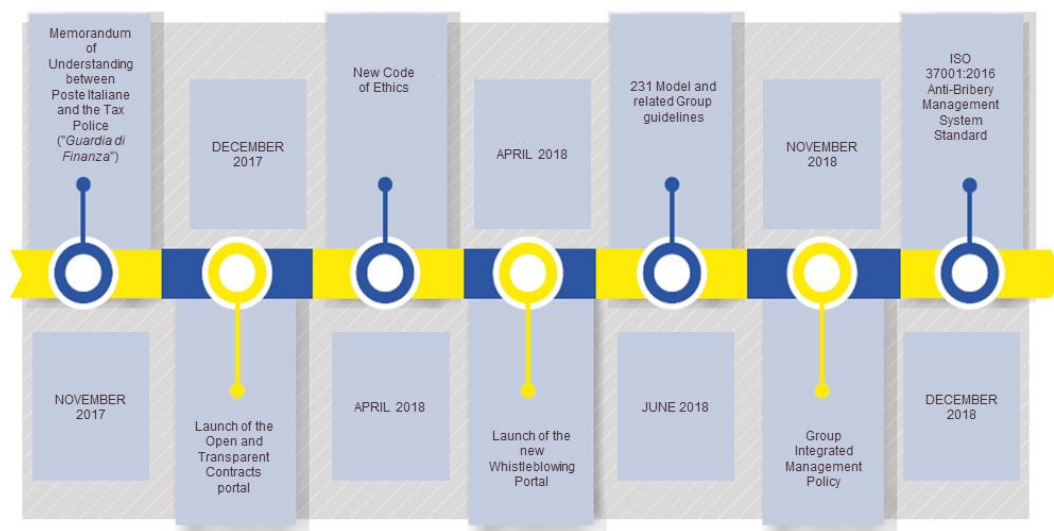 Memorandum
of
Understanding
between
Poste Italiane
and the Tax
Police
("Guardia di
Finanza")
NOVEMBER
2017
DECEMBER
2017
Launch of the
Open and
Transparent
Contracts
portal
New Code
of Ethics
APRIL 2018
APRIL 2018
Launch of the
new
Whistleblowing
Portal
231 Model and
related Group
guidelines
JUNE 2018
NOVEMBER
2018
Group
Integrated
Management
Policy
ISO
37001:2016
Anti-Bribery
Management
System
Standard
DECEMBER
2018